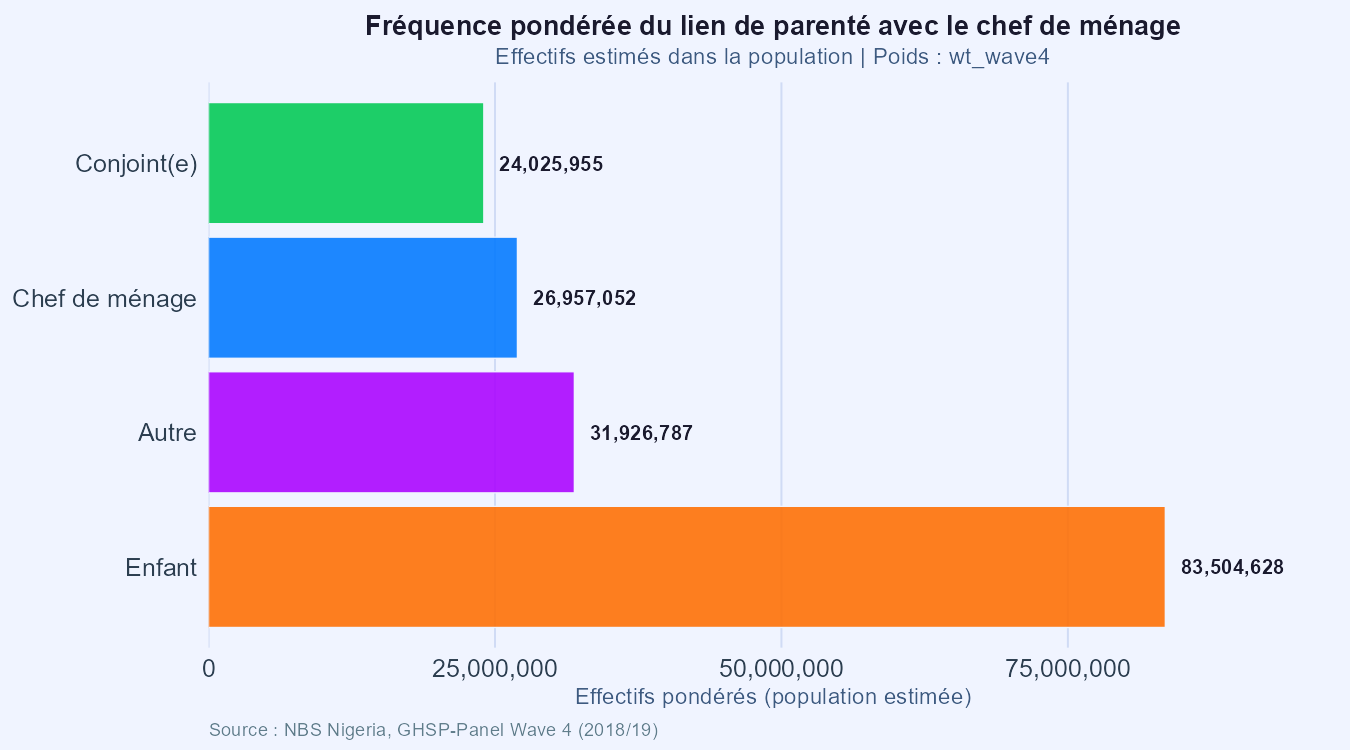 Fréquence pondérée du lien de parenté avec le chef de ménage
Effectifs estimés dans la population | Poids : wt_wave4
Conjoint(e) 24,025,955
Chef de ménage 26,957,052
Autre 31,926,787
Enfant 83,504,628
0 25,000,000 50,000,000 75,000,000
Effectifs pondérés (population estimée)
Source : NBS Nigeria, GHSP-Panel Wave 4 (2018/19)